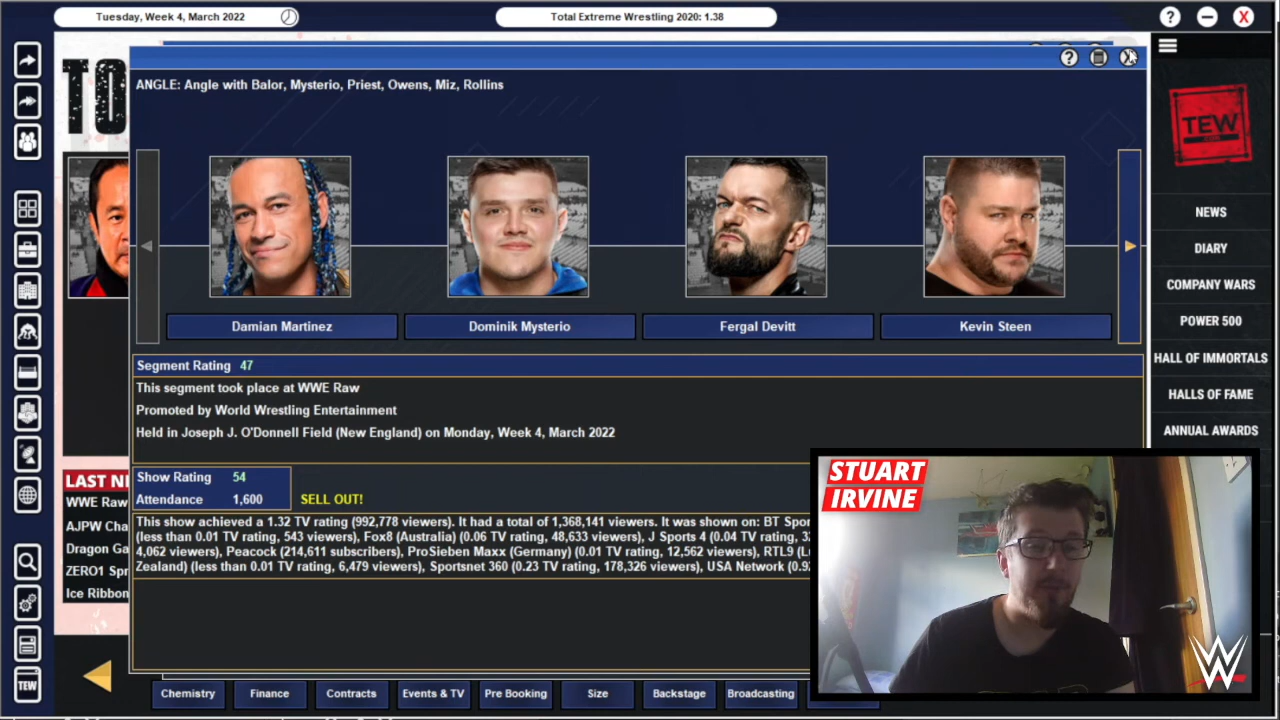 Tuesday, Week 4, March 2022
Total Extreme Wrestling 2020: 1.38
?
X
TO
ANGLE: Angle with Balor, Mysterio, Priest, Owens, Miz, Rollins
?
TEW
Damian Martinez
Dominik Mysterio
Fergal Devitt
Kevin Steen
NEWS
DIARY
COMPANY WARS
POWER 500
HALL OF IMMORTALS
HALLS OF FAME
ANNUAL AWARDS
Segment Rating 47
This segment took place at WWE Raw
Promoted by World Wrestling Entertainment
Held in Joseph J. O'Donnell Field (New England) on Monday, Week 4, March 2022
Show Rating 54
Attendance 1,600 SELL OUT!
This show achieved a 1.32 TV rating (992,778 viewers). It had a total of 1,368,141 viewers. It was shown on: BT Spor
(less than 0.01 TV rating, 543 viewers), Fox8 (Australia) (0.06 TV rating, 48,633 viewers), J Sports 4 (0.04 TV rating, 32
4,062 viewers), Peacock (214,611 subscribers), ProSieben Maxx (Germany) (0.01 TV rating, 12,562 viewers), RTL9 (Lu
Zealand) (less than 0.01 TV rating, 6,479 viewers), Sportsnet 360 (0.23 TV rating, 178,326 viewers), USA Network (0.92
LAST NI
WWE Raw
AJPW Cha
Dragon Ga
ZERO1 Spr
Ice Ribbon
STUART
IRVINE
W
TEW
Chemistry
Finance
Contracts
Events & TV
Pre Booking
Size
Backstage
Broadcasting